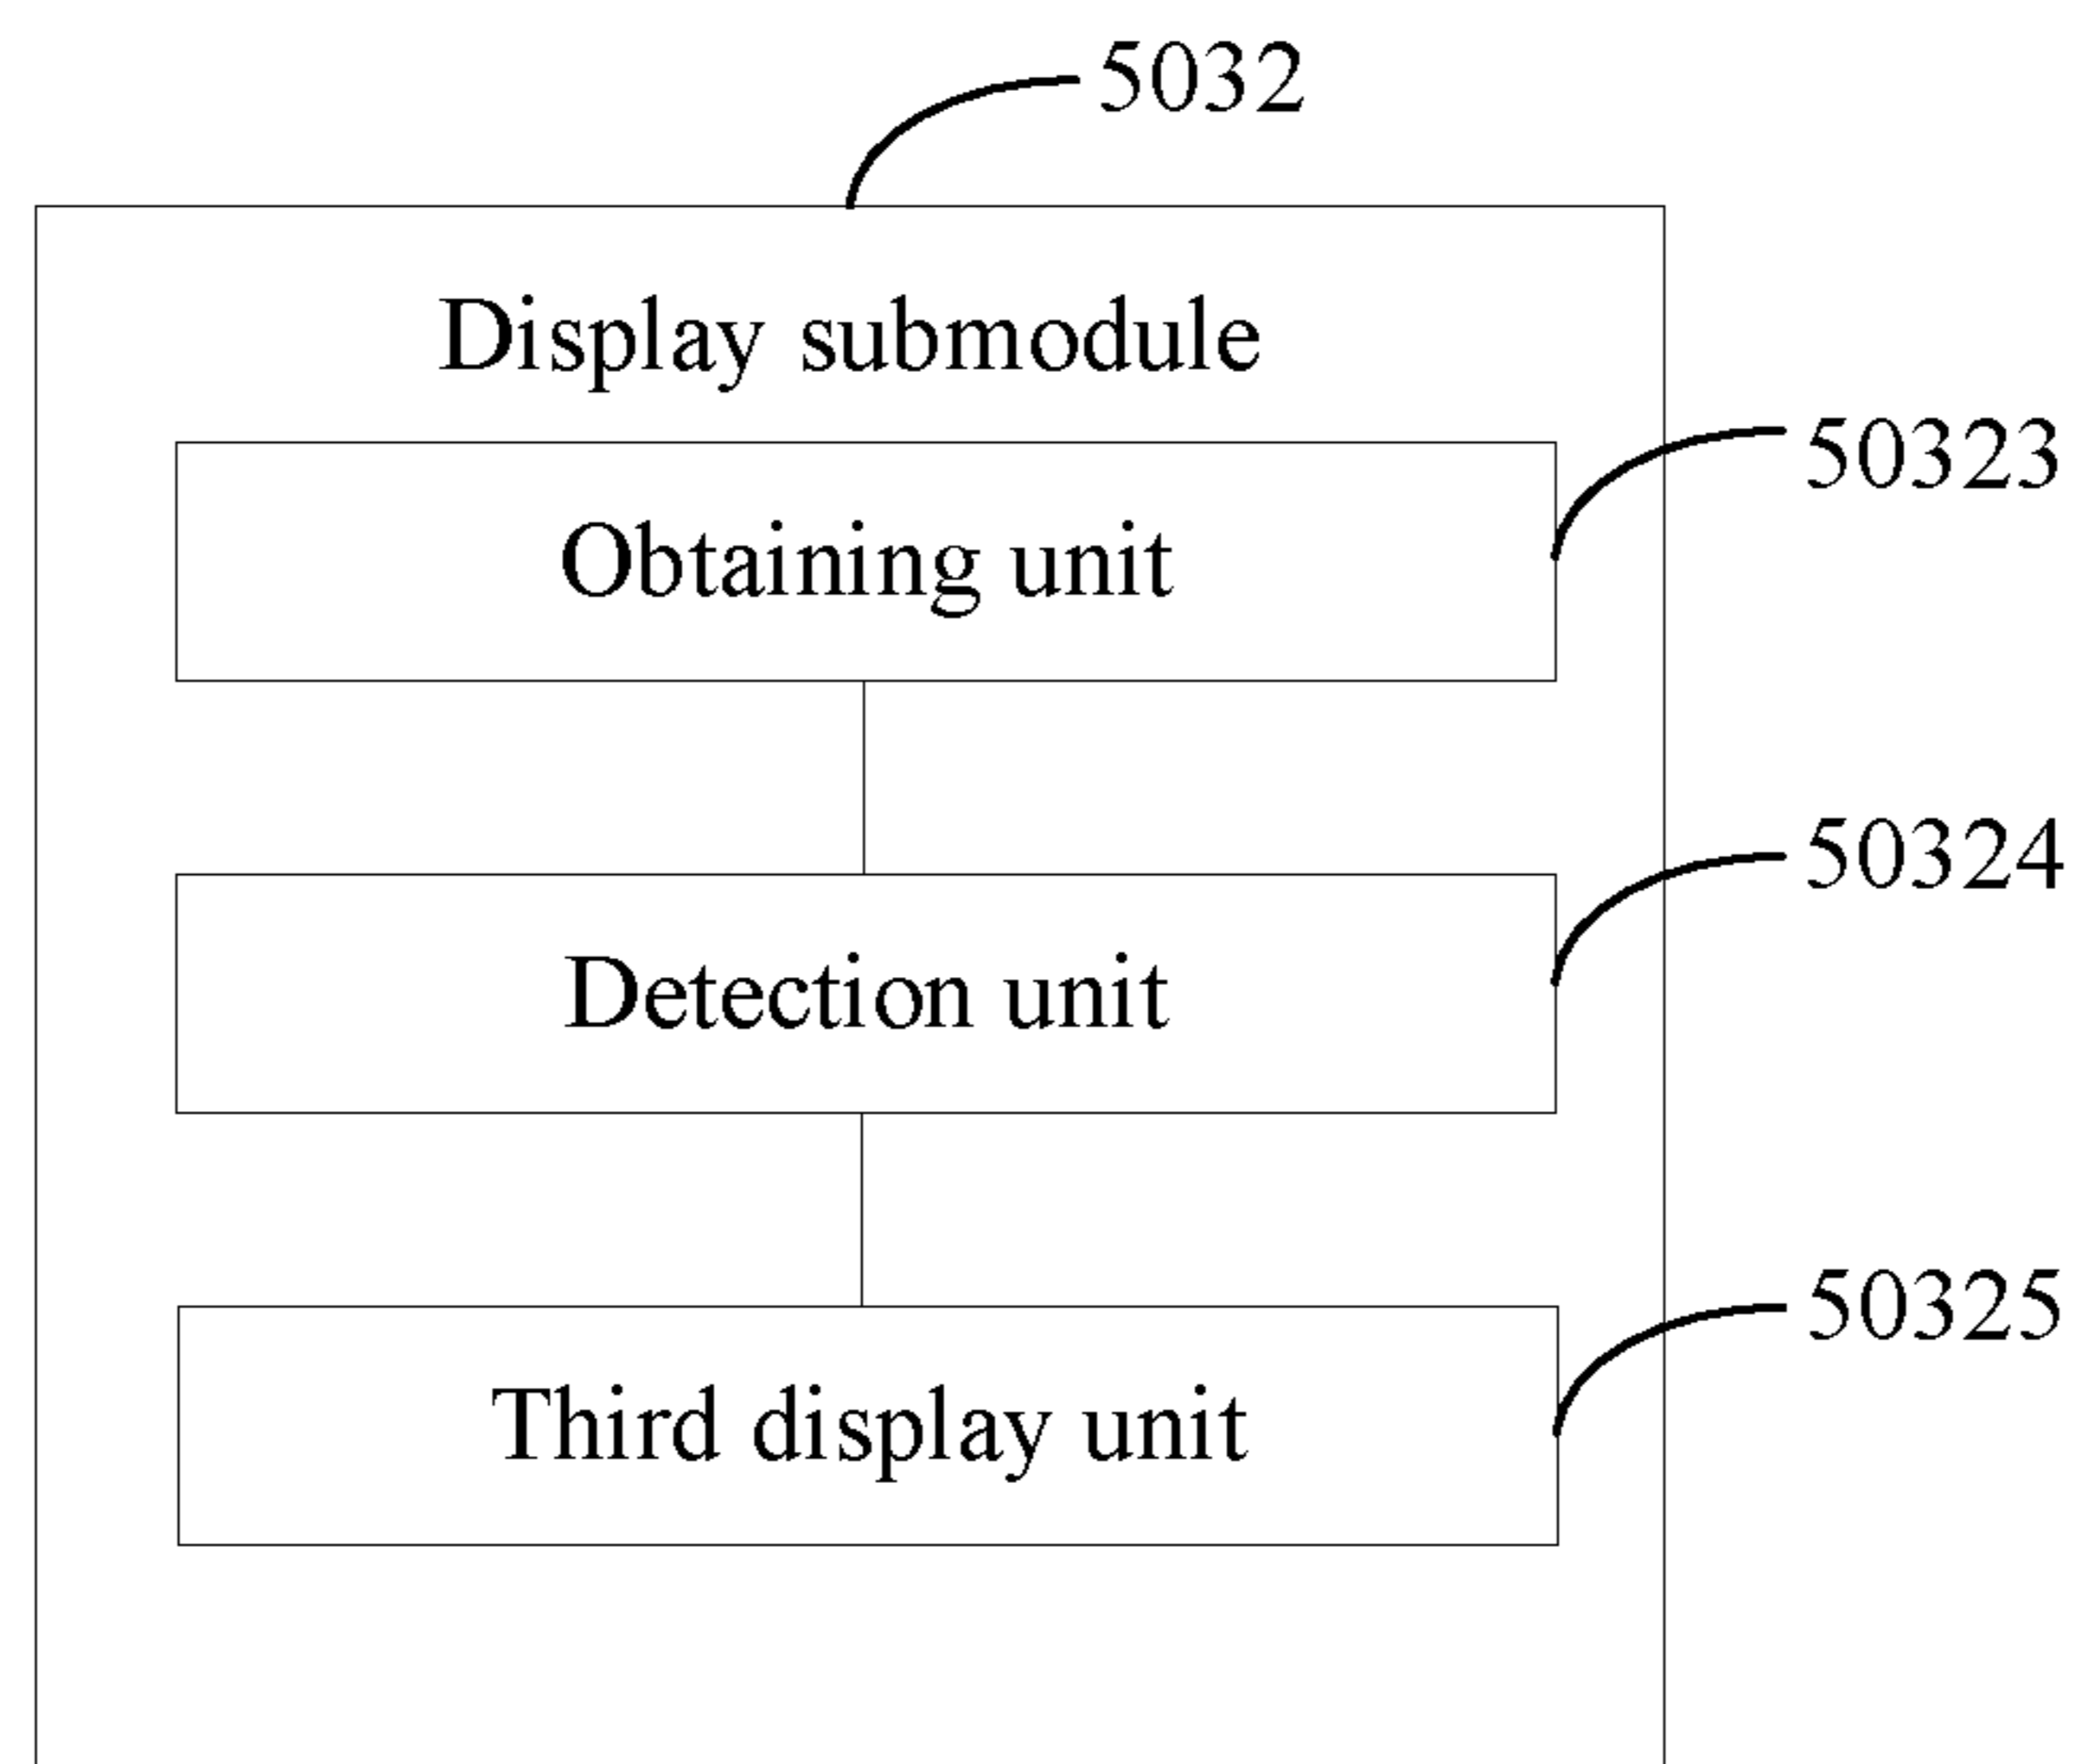 5032
Display submodule
50323
Obtaining unit
50324
Detection unit
50325
Third display unit